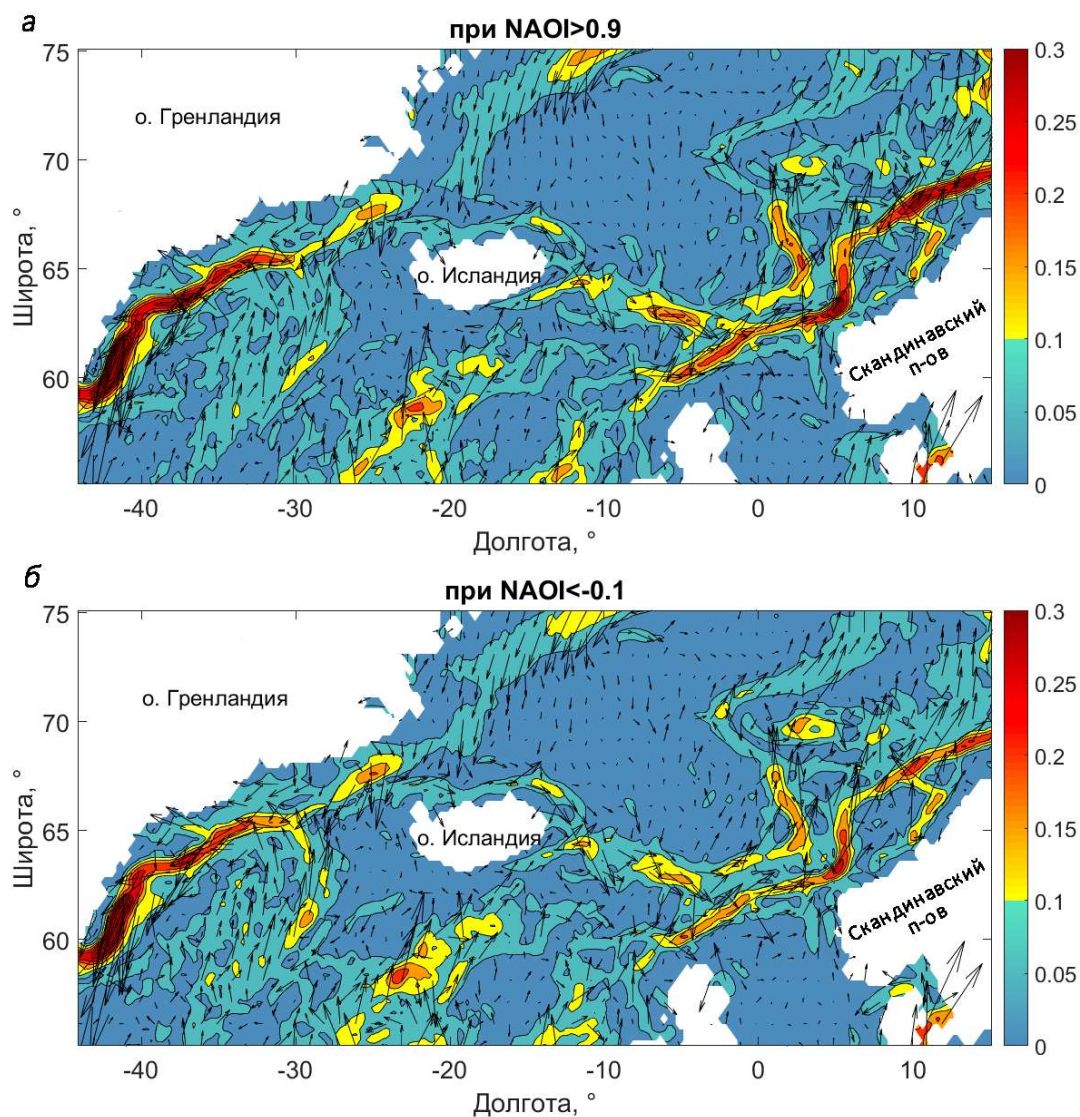 а
при NAOI>0.9
75
70
65
60
Широта, °
о. Гренландия
о. Исландия
Скандинавский
п-ов
-40 -30 -20 -10 0 10
Долгота, °
0.3
0.25
0.2
0.15
0.1
0.05
0
б
при NAOI<-0.1
75
70
65
60
Широта, °
о. Гренландия
о. Исландия
Скандинавский
п-ов
-40 -30 -20 -10 0 10
Долгота, °
0.3
0.25
0.2
0.15
0.1
0.05
0